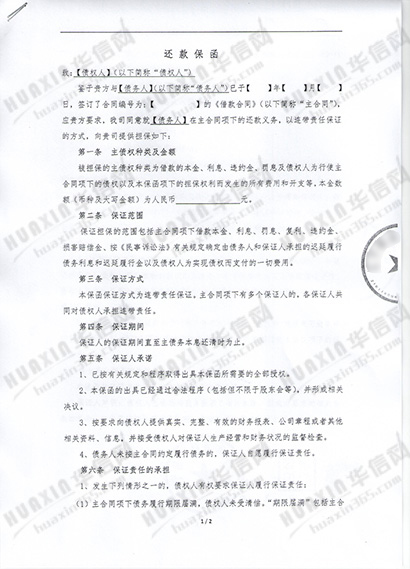 还款保函
致:【债权人】(以下简称“债权人”)
鉴于贵方与【债务人】(以下简称“债务人”)已于【 】年【 】月【 】
日,签订了合同编号为:【 】的《借款合同》(以下简称“主合同”),
应贵方要求,我司同意就【债务人】在主合同项下的还款义务,以连带责任保证
的方式,向贵司提供担保如下:
第一条 主债权种类及金额
被担保的主债权种类为借款的本金、利息、违约金、罚息及债权人为行使主
合同项下的债权以及本保函项下的担保权利而发生的所有费用和开支等。本金数
额(币种及大写金额)为人民币 元。
第二条 保证范围
保证担保的范围包括主合同项下借款本金、利息、罚息、复利、违约金、
损害赔偿金、按《民事诉讼法》有关规定确定由债务人和保证人承担的迟延履行
债务利息和迟延履行金以及债权人为实现债权而支付的一切费用。
第三条 保证方式
本保函保证方式为连带责任保证。主合同项下有多个保证人的,各保证人共
同对债权人承担连带责任。
第四条 保证期间
保证人的保证期间直至主债务本息还清时为止。
第五条 保证人承诺
1、已按有关规定和程序取得出具本保函所需要的全部授权。
2、本保函的出具已经通过合法程序(包括但不限于股东会等),并形成相关
决议。
3、按要求向债权人提供真实、完整、有效的财务报表、公司章程或者其他
相关资料、信息,并接受债权人对保证人生产经营和财务状况的监督检查。
4、债务人未按主合同约定履行债务的,保证人自愿履行保证责任。
第六条 保证责任的承担
1、发生下列情形之一的,债权人有权要求保证人履行保证责任:
(1)主合同项下债务履行期限届满,债权人未受清偿。“期限届满”包括主合
1/2
HUAXIN华信网
huaxin365.com